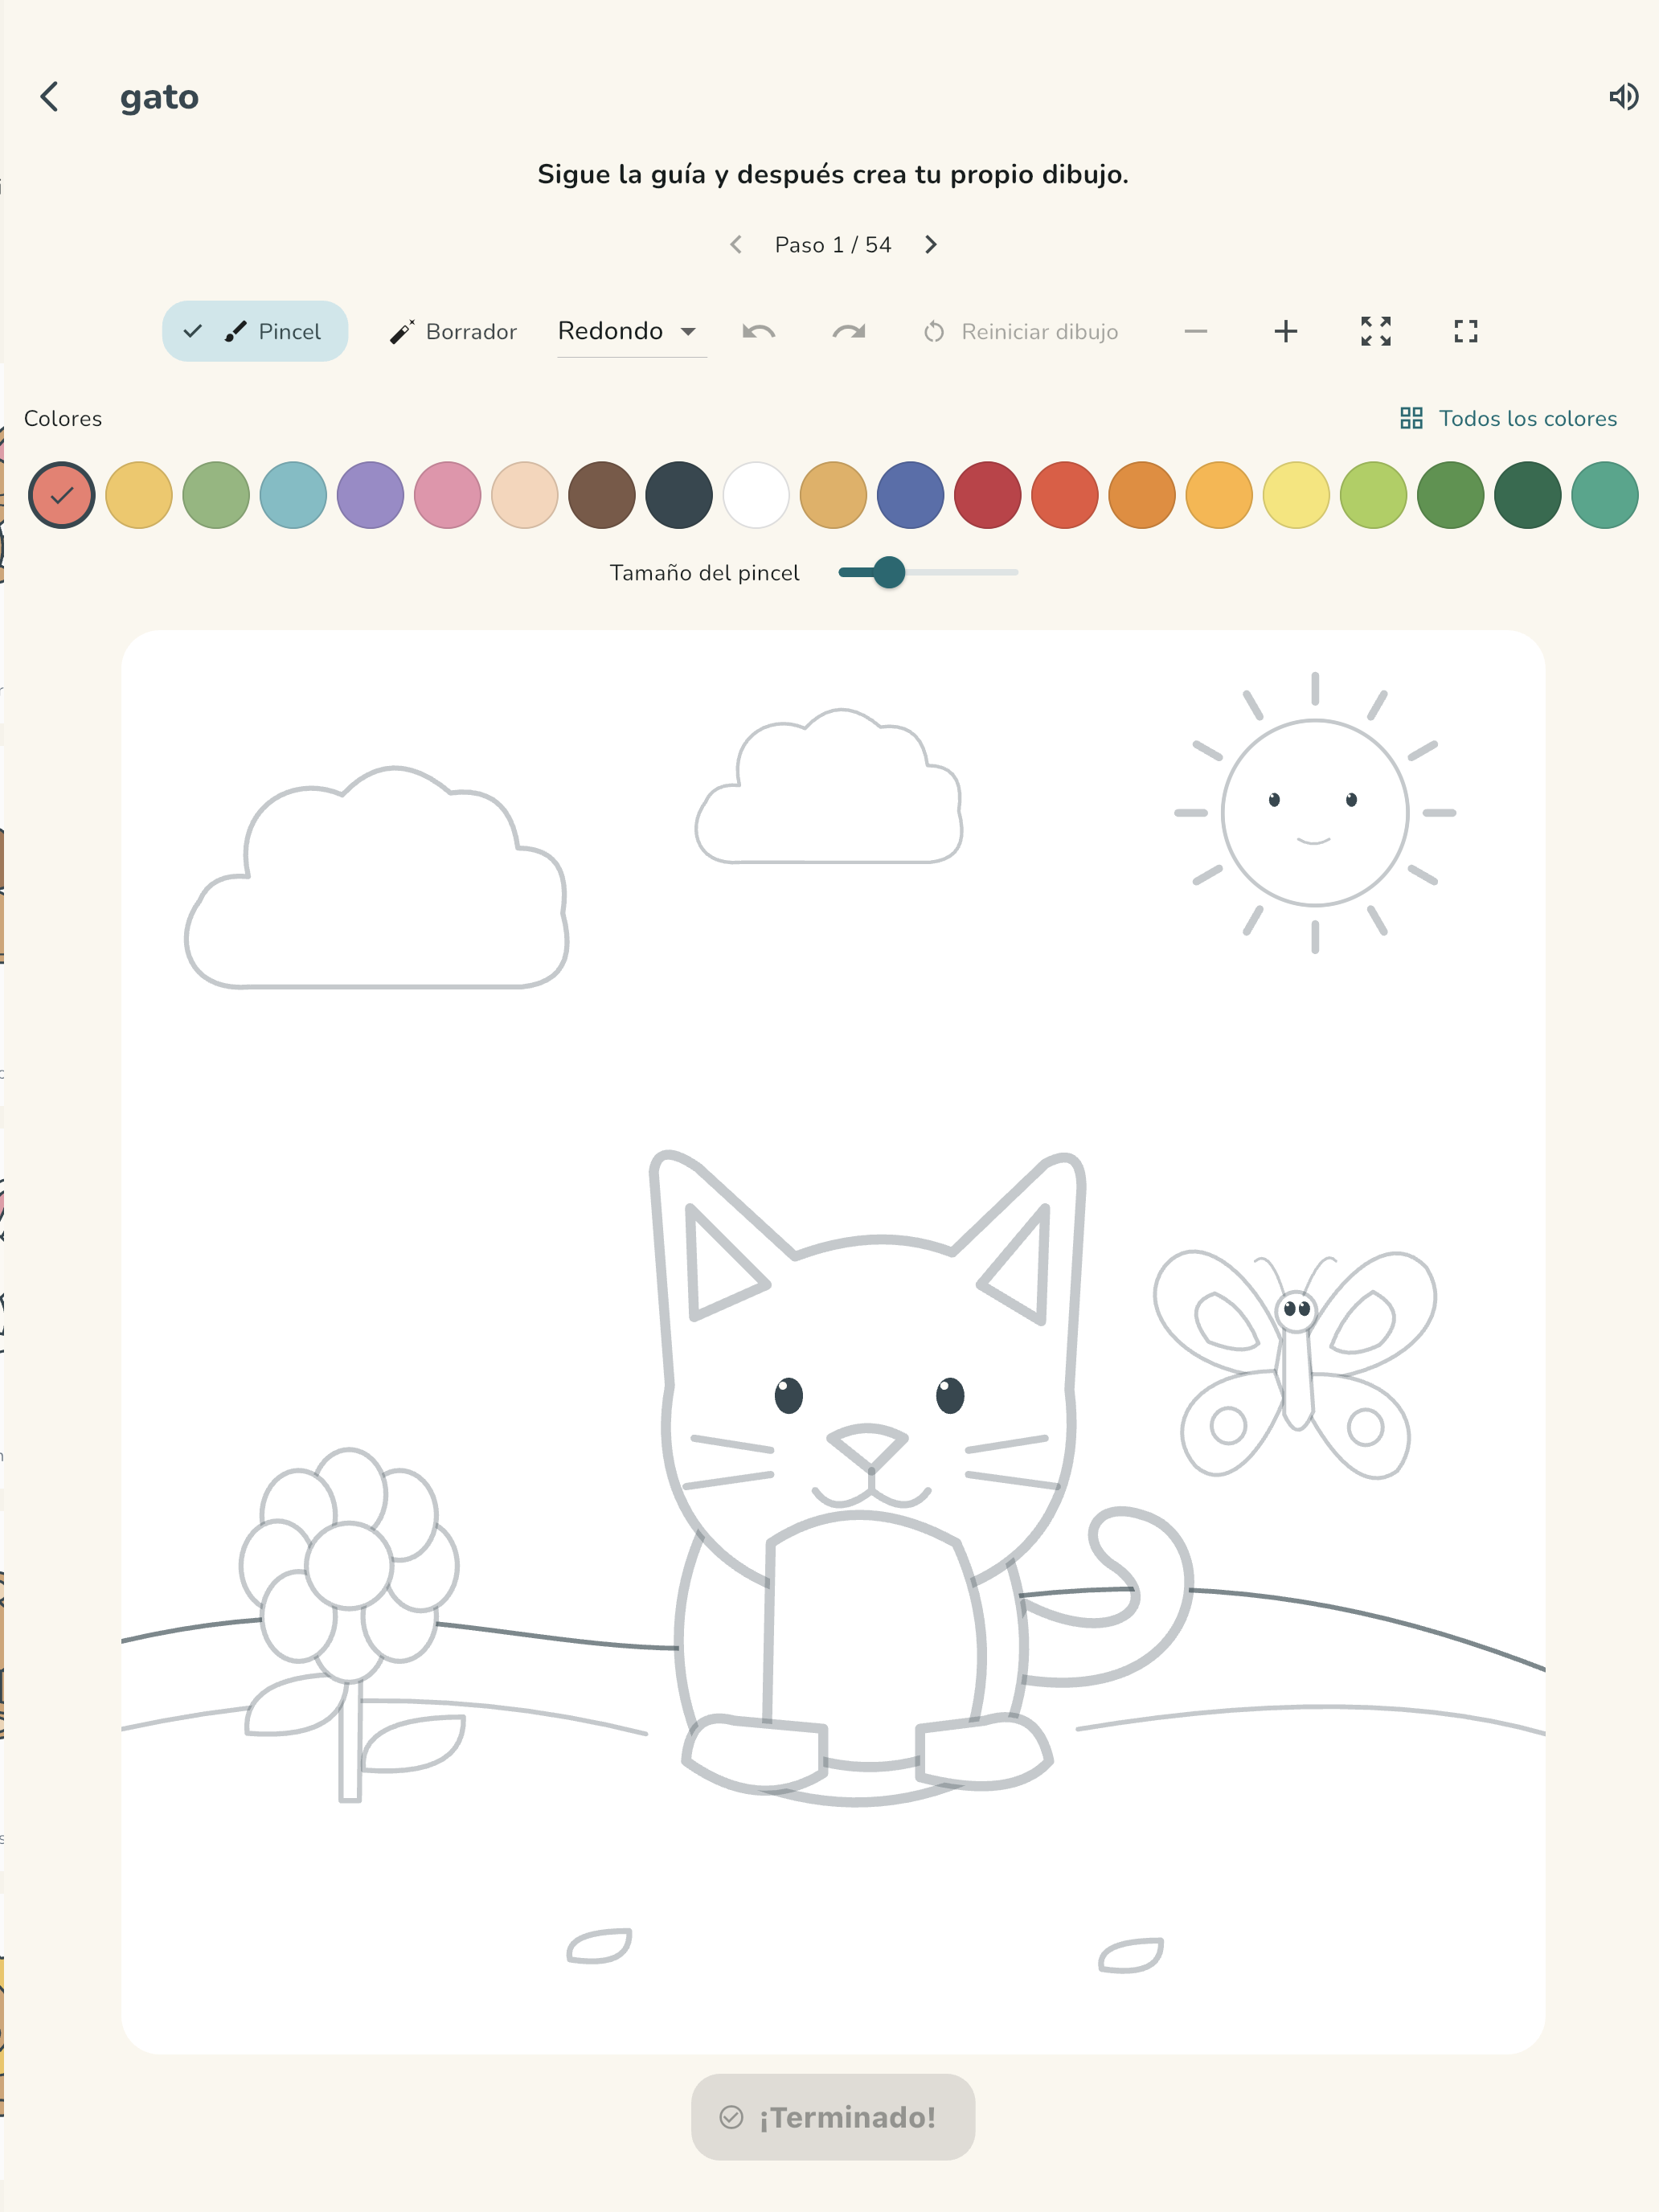 gato
Sigue la guía y después crea tu propio dibujo.
Paso 1 / 54
Pincel
Borrador
Redondo
Reiniciar dibujo
Colores
Todos los colores
Tamaño del pincel
¡Terminado!